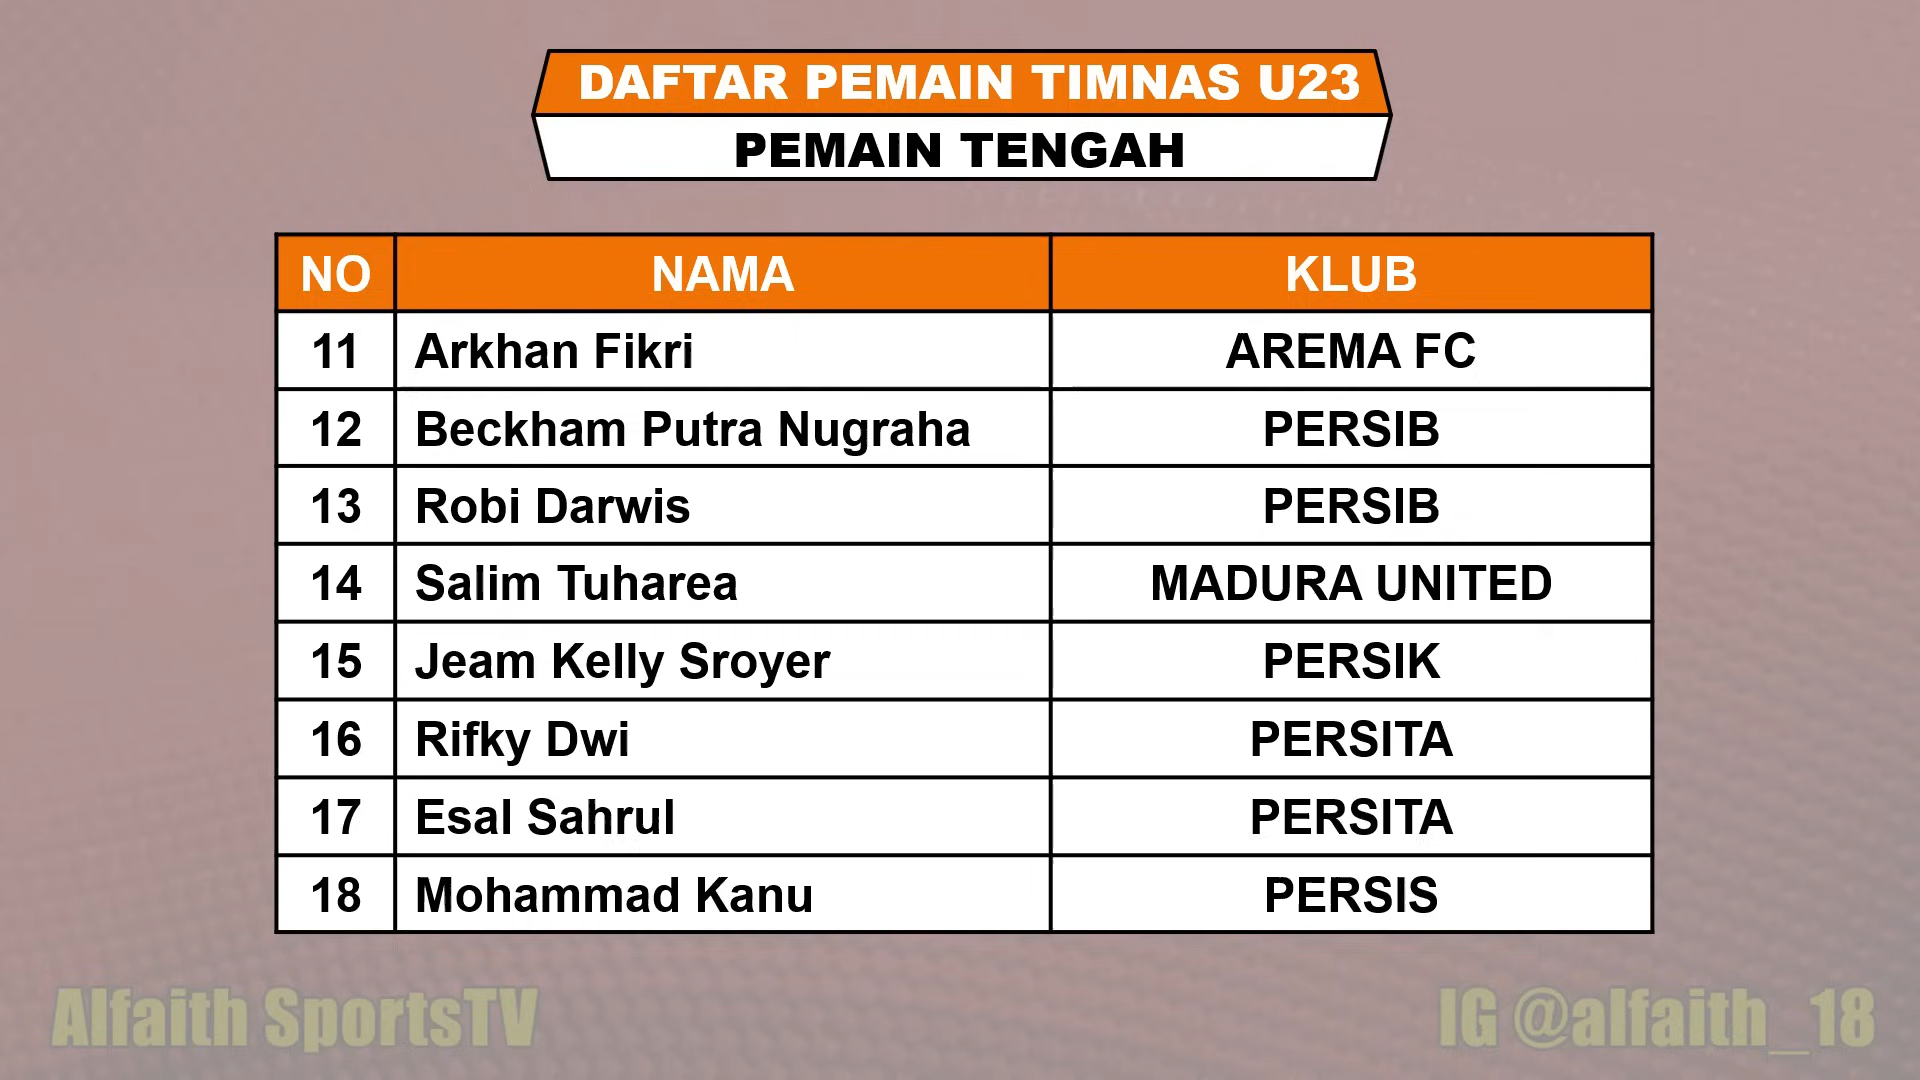 DAFTAR PEMAIN TIMNAS U23
PEMAIN TENGAH
NO NAMA KLUB
11 Arkhan Fikri AREMA FC
12 Beckham Putra Nugraha PERSIB
13 Robi Darwis PERSIB
14 Salim Tuharea MADURA UNITED
15 Jeam Kelly Sroyer PERSIK
16 Rifky Dwi PERSITA
17 Esal Sahrul PERSITA
18 Mohammad Kanu PERSIS
Alfaith SportsTV IG @alfaith_18